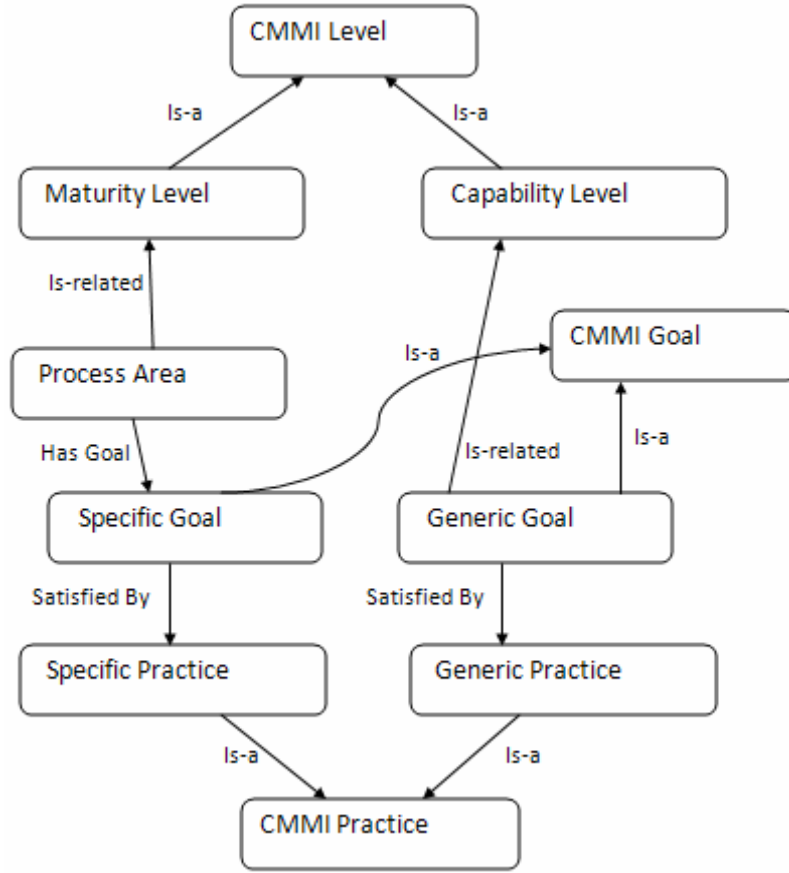 CMMI Level
Is-a
Is-a
Maturity Level
Capability Level
Is-related
CMMI Goal
Is-a
Process Area
Is-a
Has Goal
Is-related
Specific Goal
Generic Goal
Satisfied By
Satisfied By
Specific Practice
Generic Practice
Is-a
Is-a
CMMI Practice